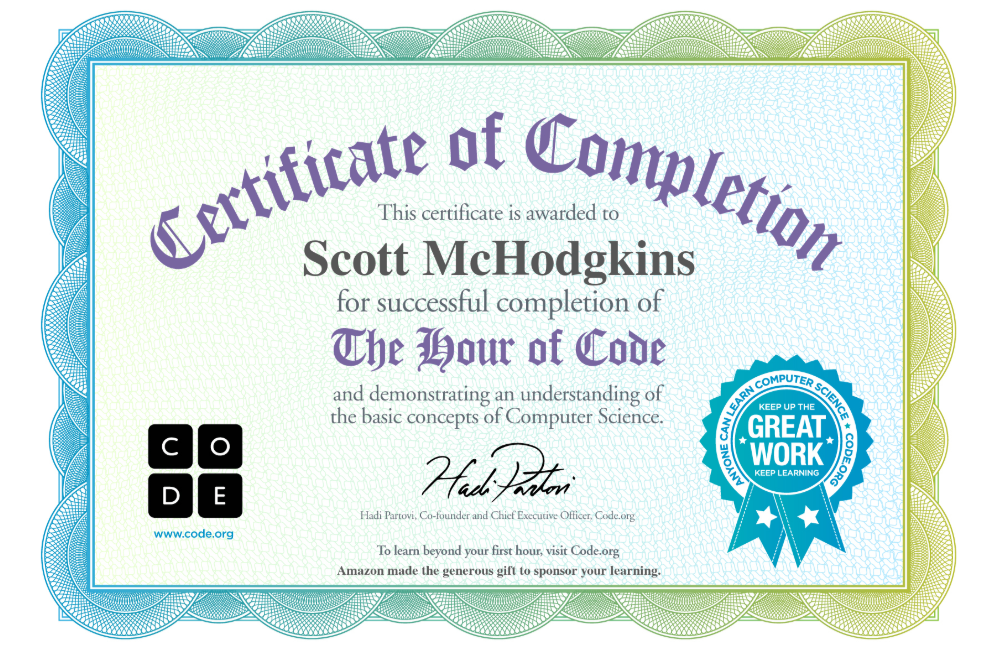 Certificate of Completion
This certificate is awarded to
Scott McHodgkins
for successful completion of
The Hour of Code
and demonstrating an understanding of
the basic concepts of Computer Science.
C O
D E
www.code.org
Hadi Partovi
Hadi Partovi, Co-founder and Chief Executive Officer, Code.org
To learn beyond your first hour, visit Code.org
Amazon made the generous gift to sponsor your learning.
ANYONE CAN LEARN COMPUTER SCIENCE ★ CODE.ORG
KEEP UP THE
GREAT
WORK
KEEP LEARNING